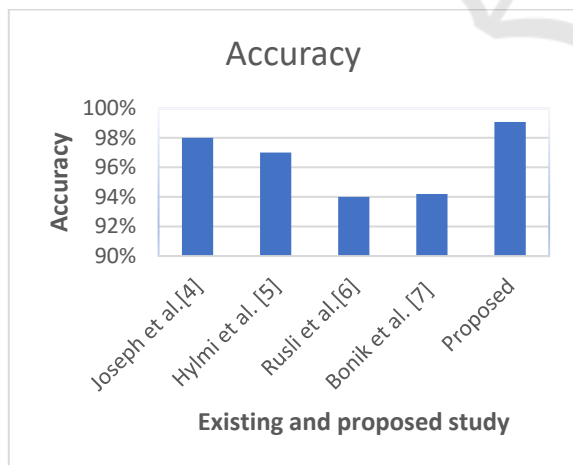 Accuracy
100%
98%
96%
94%
92%
90%
Accuracy
Joseph et al.[4]
Hylmi et al. [5]
Rusli et al.[6]
Bonik et al. [7]
Proposed
Existing and proposed study